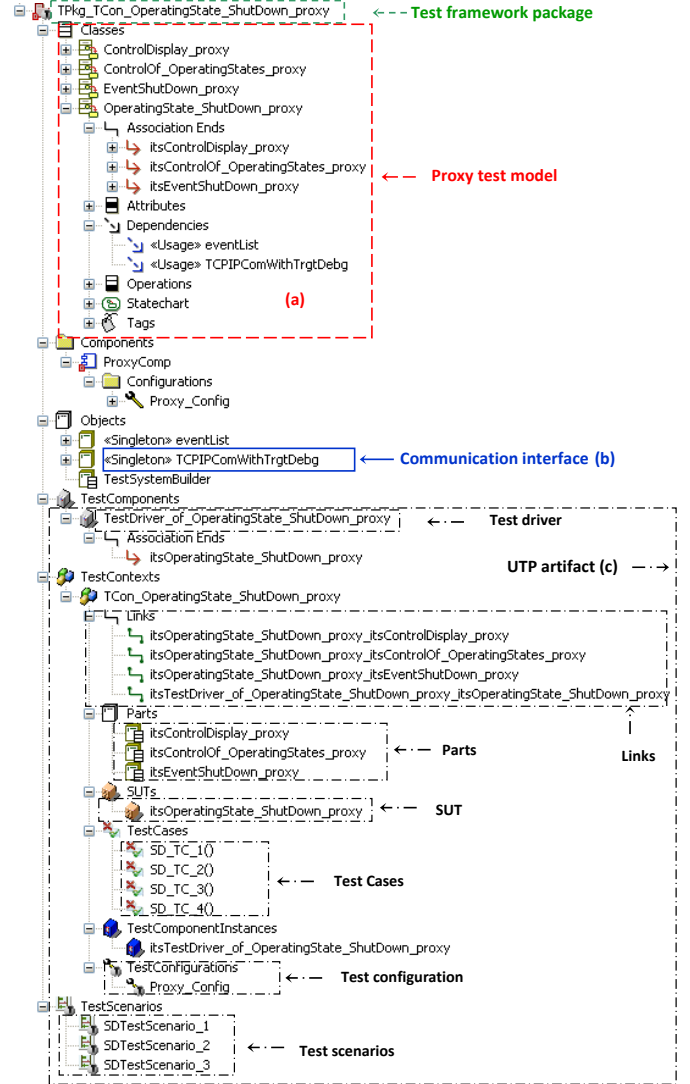 TPkg_TCon_OperatingState_ShutDown_proxy
Test framework package
Classes
ControlDisplay_proxy
ControlOf_OperatingStates_proxy
EventShutDown_proxy
OperatingState_ShutDown_proxy
Association Ends
itsControlDisplay_proxy
itsControlOf_OperatingStates_proxy
itsEventShutDown_proxy
Proxy test model
Attributes
Dependencies
«Usage» eventList
«Usage» TCPIPComWithTrgtDebg
Operations
Statechart
(a)
Tags
Components
ProxyComp
Configurations
Proxy_Config
Objects
«Singleton» eventList
«Singleton» TCPIPComWithTrgtDebg
Communication interface (b)
TestSystemBuilder
TestComponents
TestDriver_of_OperatingState_ShutDown_proxy
Test driver
Association Ends
itsOperatingState_ShutDown_proxy
UTP artifact (c)
TestContexts
TCon_OperatingState_ShutDown_proxy
Links
itsOperatingState_ShutDown_proxy_itsControlDisplay_proxy
itsOperatingState_ShutDown_proxy_itsControlOf_OperatingStates_proxy
itsOperatingState_ShutDown_proxy_itsEventShutDown_proxy
itsTestDriver_of_OperatingState_ShutDown_proxy_itsOperatingState_ShutDown_proxy
Parts
itsControlDisplay_proxy
itsControlOf_OperatingStates_proxy
Parts
Links
itsEventShutDown_proxy
SUTs
itsOperatingState_ShutDown_proxy
SUT
TestCases
SD_TC_1()
SD_TC_2()
SD_TC_3()
Test Cases
SD_TC_4()
TestComponentInstances
itsTestDriver_of_OperatingState_ShutDown_proxy
TestConfigurations
Test configuration
Proxy_Config
TestScenarios
SDTestScenario_1
SDTestScenario_2
Test scenarios
SDTestScenario_3